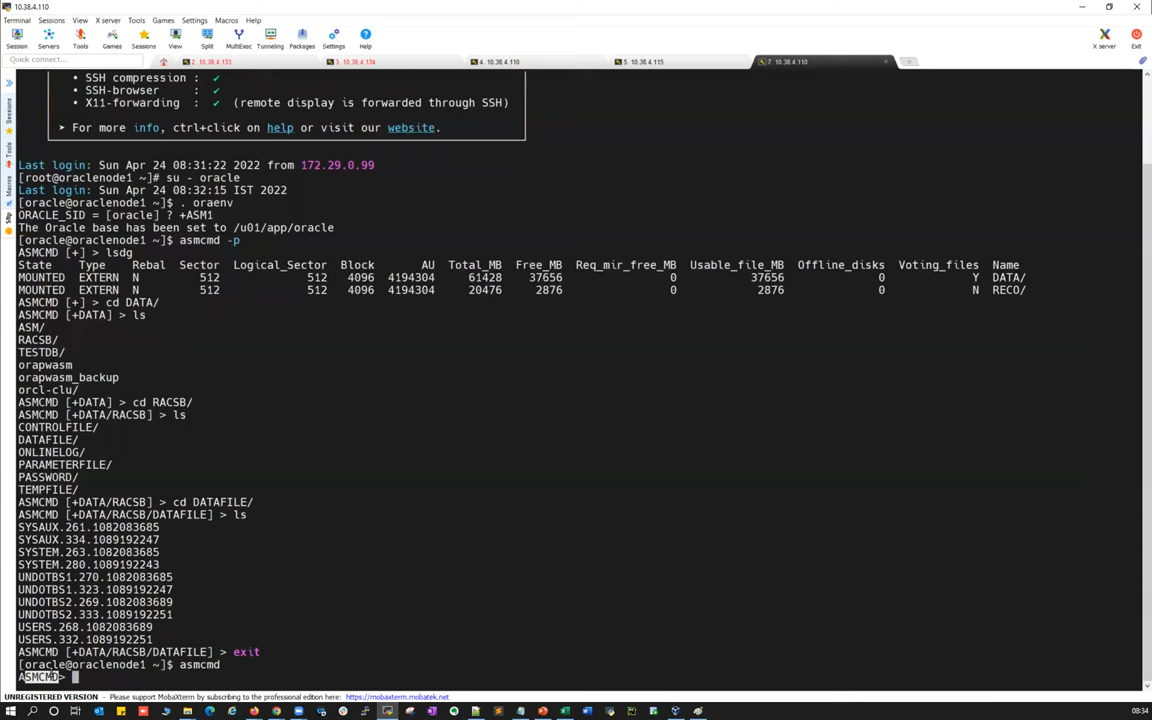 10.38.4.110
Terminal Sessions View X server Tools Games Settings Macros Help
Session Servers Tools Games Sessions View Split MultiExec Tunneling Packages Settings Help X server Exit
Quick connect... 2. 10.38.4.133 3. 10.38.4.134 4. 10.38.4.110 5. 10.38.4.115 7. 10.38.4.110
Sessions
Tools
Macros
Sftp
• SSH compression : ✓
• SSH-browser : ✓
• X11-forwarding : ✓ (remote display is forwarded through SSH)
➤ For more info, ctrl+click on help or visit our website.
Last login: Sun Apr 24 08:31:22 2022 from 172.29.0.99
[root@oraclenode1 ~]# su - oracle
Last login: Sun Apr 24 08:32:15 IST 2022
[oracle@oraclenode1 ~]$ . oraenv
ORACLE_SID = [oracle] ? +ASM1
The Oracle base has been set to /u01/app/oracle
[oracle@oraclenode1 ~]$ asmcmd -p
ASMCMD [+] > lsdg
State Type Rebal Sector Logical_Sector Block AU Total_MB Free_MB Req_mir_free_MB Usable_file_MB Offline_disks Voting_files Name
MOUNTED EXTERN N 512 512 4096 4194304 61428 37656 0 37656 0 Y DATA/
MOUNTED EXTERN N 512 512 4096 4194304 20476 2876 0 2876 0 N RECO/
ASMCMD [+] > cd DATA/
ASMCMD [+DATA] > ls
ASM/
RACSB/
TESTDB/
orapwasm
orapwasm_backup
orcl-clu/
ASMCMD [+DATA] > cd RACSB/
ASMCMD [+DATA/RACSB] > ls
CONTROLFILE/
DATAFILE/
ONLINELOG/
PARAMETERFILE/
PASSWORD/
TEMPFILE/
ASMCMD [+DATA/RACSB] > cd DATAFILE/
ASMCMD [+DATA/RACSB/DATAFILE] > ls
SYSAUX.261.1082083685
SYSAUX.334.1089192247
SYSTEM.263.1082083685
SYSTEM.280.1089192243
UNDOTBS1.270.1082083685
UNDOTBS1.323.1089192247
UNDOTBS2.269.1082083689
UNDOTBS2.333.1089192251
USERS.268.1082083689
USERS.332.1089192251
ASMCMD [+DATA/RACSB/DATAFILE] > exit
[oracle@oraclenode1 ~]$ asmcmd
ASMCMD>
UNREGISTERED VERSION - Please support MobaXterm by subscribing to the professional edition here: https://mobaxterm.mobatek.net
08:34